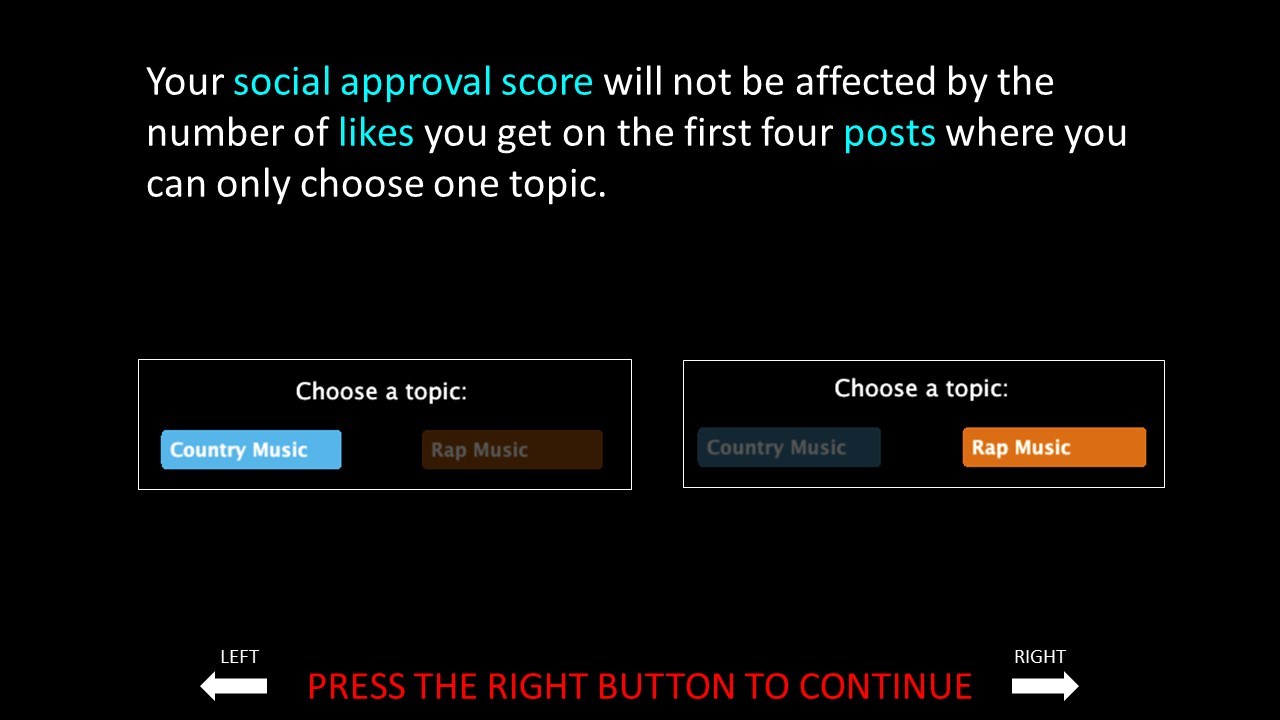 Your social approval score will not be affected by the
number of likes you get on the first four posts where you
can only choose one topic.
Choose a topic:
Country Music Rap Music
Choose a topic:
Country Music Rap Music
LEFT
RIGHT
PRESS THE RIGHT BUTTON TO CONTINUE